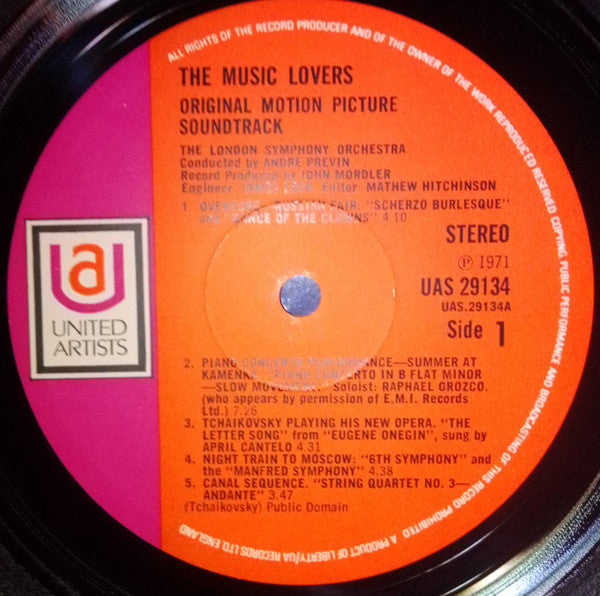 ALL RIGHTS OF THE RECORD PRODUCER AND OF THE OWNER OF THE WORK REPRODUCED RESERVED COPYING, PUBLIC PERFORMANCE AND BROADCASTING OF THIS RECORD PROHIBITED
THE MUSIC LOVERS
ORIGINAL MOTION PICTURE
SOUNDTRACK
THE LONDON SYMPHONY ORCHESTRA
Conducted by ANDRE PREVIN
Record Produced by JOHN MORDLER
Engineer: Editor: MATHEW HITCHINSON
1. OVERTURE: RUSSIAN FAIR. "SCHERZO BURLESQUE"
and "DANCE OF THE CLOWNS" 4.10
STEREO
Ⓟ 1971
UAS 29134
UAS.29134A
Side 1
ua
UNITED
ARTISTS
2. PIANO CONCERTO PERFORMANCE—SUMMER AT
KAMENKA. "PIANO CONCERTO IN B FLAT MINOR
—SLOW MOVEMENT." Soloist: RAPHAEL OROZCO.
(who appears by permission of E.M.I. Records
Ltd.) 7.26
3. TCHAIKOVSKY PLAYING HIS NEW OPERA. "THE
LETTER SONG" from "EUGENE ONEGIN", sung by
APRIL CANTELO 4.31
4. NIGHT TRAIN TO MOSCOW: "6TH SYMPHONY" and
the "MANFRED SYMPHONY" 4.38
5. CANAL SEQUENCE. "STRING QUARTET NO. 3—
ANDANTE" 3.47
(Tchaikovsky) Public Domain
A PRODUCT OF LIBERTY/UA RECORDS LTD. ENGLAND